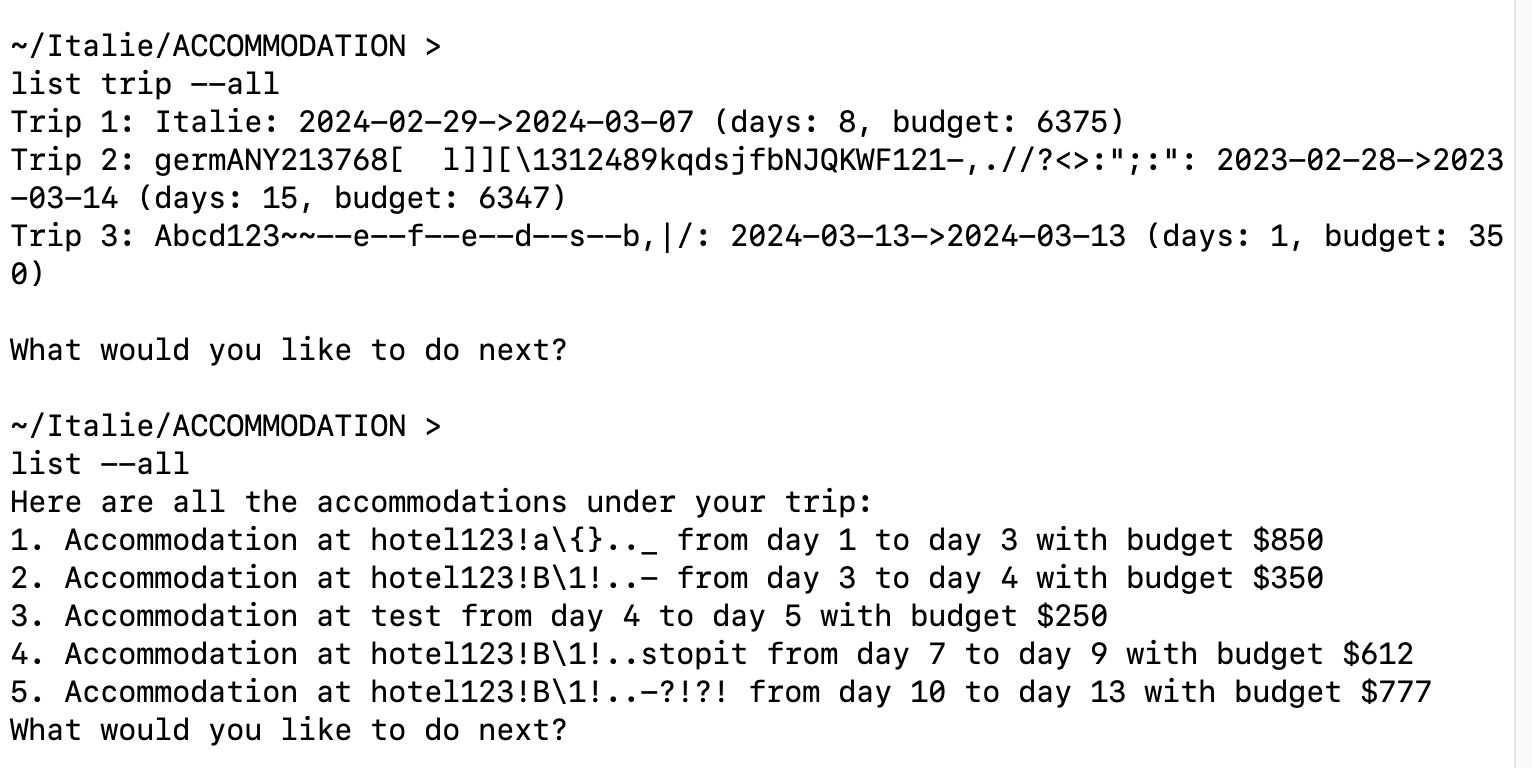 ~/Italie/ACCOMMODATION >
list trip --all
Trip 1: Italie: 2024-02-29->2024-03-07 (days: 8, budget: 6375)
Trip 2: germANY213768[  l]][\1312489kqdsjfbNJQKWF121-,.//?<>:";:": 2023-02-28->2023
-03-14 (days: 15, budget: 6347)
Trip 3: Abcd123~~--e--f--e--d--s--b,|/: 2024-03-13->2024-03-13 (days: 1, budget: 35
0)
What would you like to do next?
~/Italie/ACCOMMODATION >
list --all
Here are all the accommodations under your trip:
1. Accommodation at hotel123!a\{}.._ from day 1 to day 3 with budget $850
2. Accommodation at hotel123!B\1!..- from day 3 to day 4 with budget $350
3. Accommodation at test from day 4 to day 5 with budget $250
4. Accommodation at hotel123!B\1!..stopit from day 7 to day 9 with budget $612
5. Accommodation at hotel123!B\1!..-?!?! from day 10 to day 13 with budget $777
What would you like to do next?